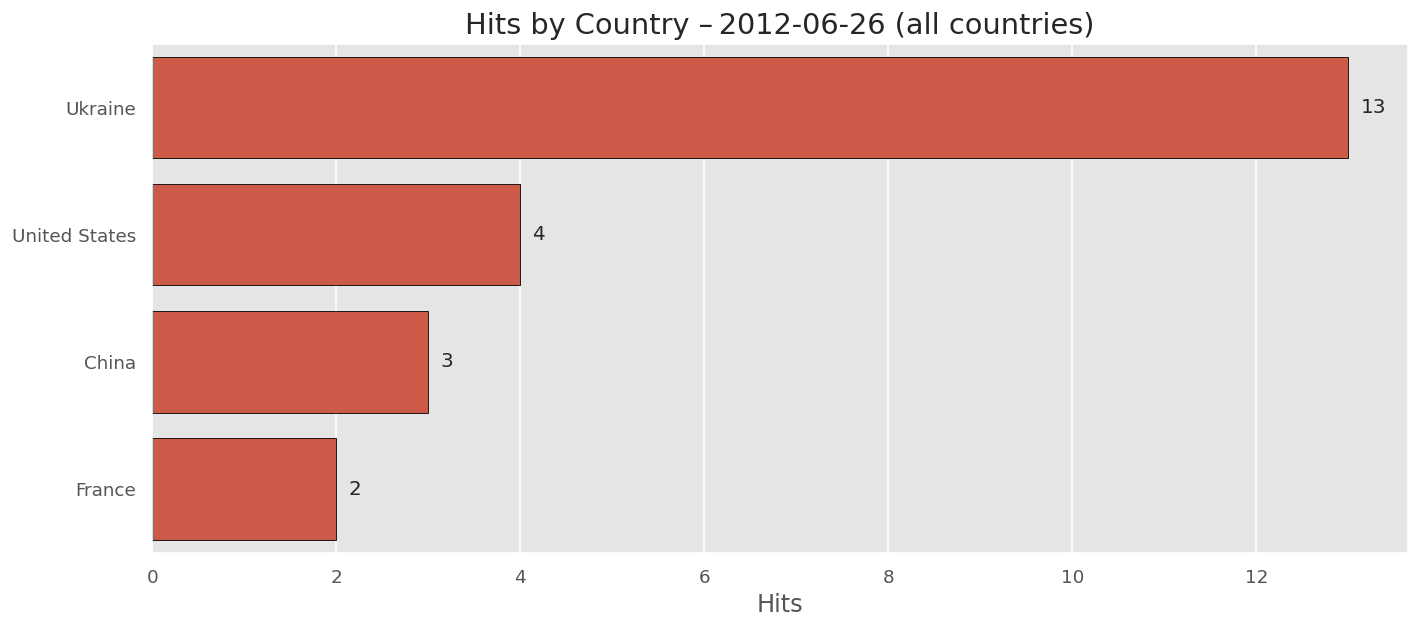 Hits by Country – 2012-06-26 (all countries)
Ukraine
13
United States
4
China
3
France
2
0 2 4 6 8 10 12
Hits